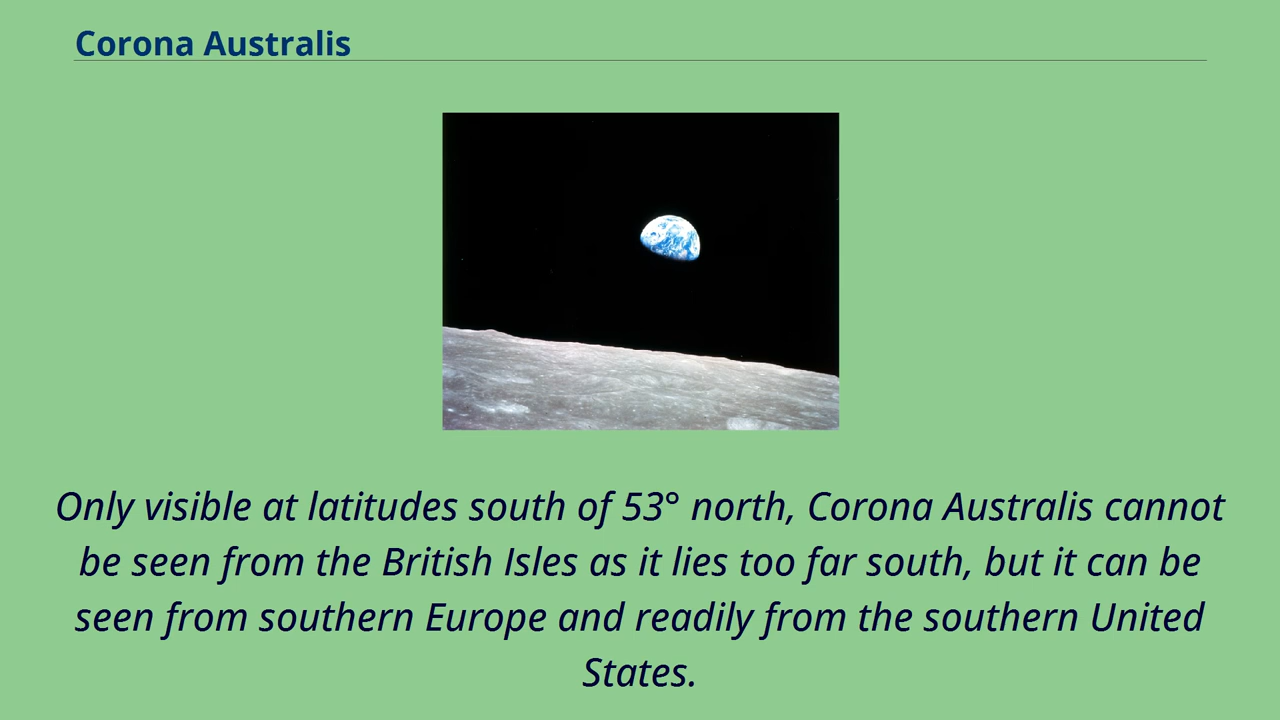 Corona Australis
Only visible at latitudes south of 53° north, Corona Australis cannot
be seen from the British Isles as it lies too far south, but it can be
seen from southern Europe and readily from the southern United
States.